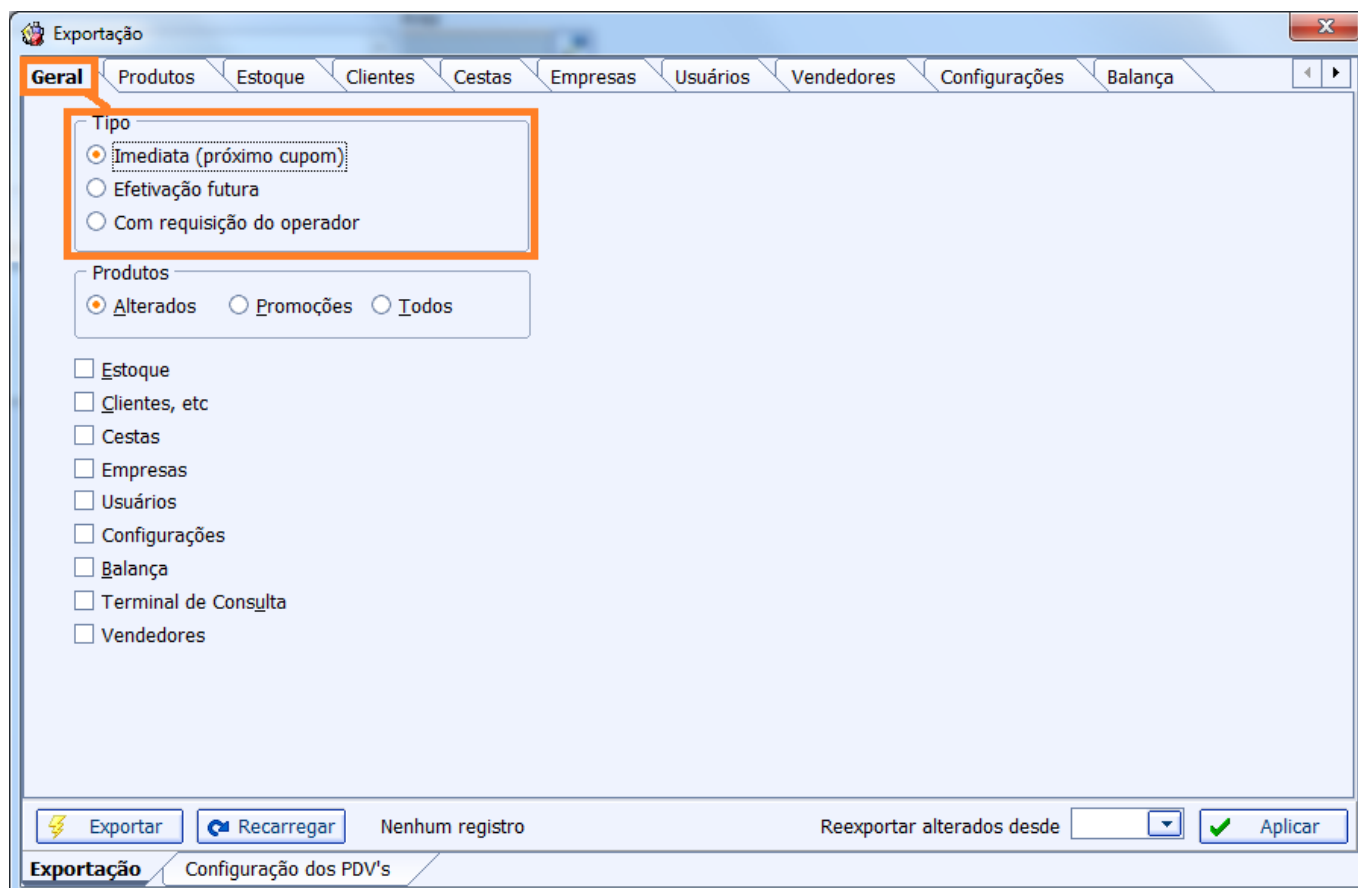 Exportação
Geral Produtos Estoque Clientes Cestas Empresas Usuários Vendedores Configurações Balança
Tipo
Imediata (próximo cupom)
Efetivação futura
Com requisição do operador
Produtos
Alterados Promoções Todos
Estoque
Clientes, etc
Cestas
Empresas
Usuários
Configurações
Balança
Terminal de Consulta
Vendedores
Exportar Recarregar Nenhum registro Reexportar alterados desde Aplicar
Exportação Configuração dos PDV's